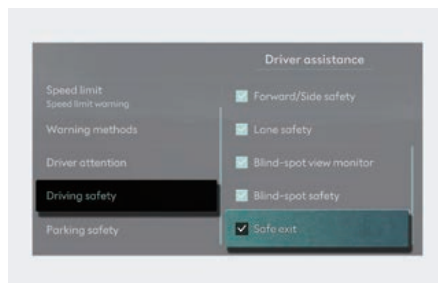 Driver assistance
Speed limit
Speed limit warning
Warning methods
Driver attention
Driving safety
Parking safety
Forward/Side safety
Lane safety
Blind-spot view monitor
Blind-spot safety
Safe exit